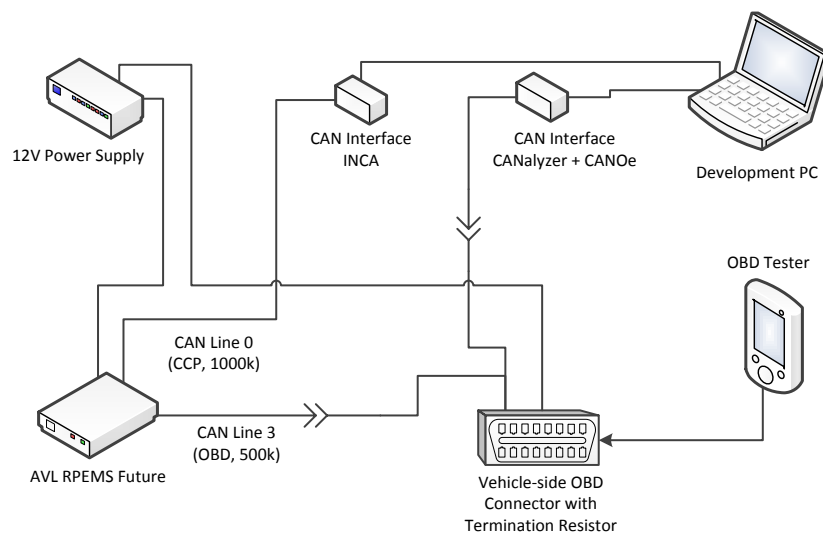 12V Power Supply
CAN Interface
INCA
CAN Interface
CANalyzer + CANOe
Development PC
OBD Tester
CAN Line 0
(CCP, 1000k)
CAN Line 3
(OBD, 500k)
AVL RPEMS Future
Vehicle-side OBD
Connector with
Termination Resistor